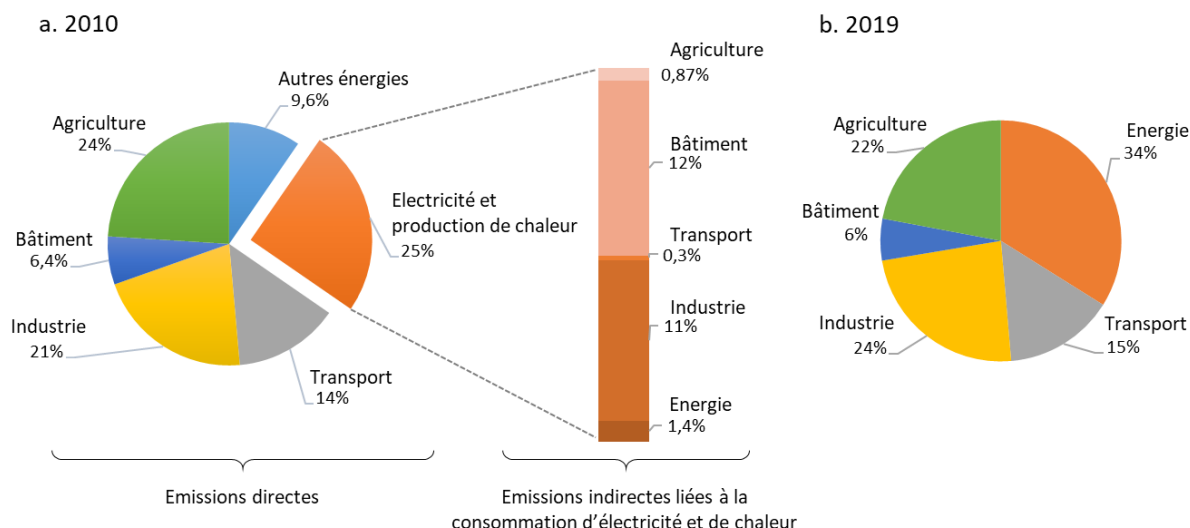 a. 2010
Autres énergies
9,6%
Agriculture
24%
Electricité et
production de chaleur
25%
Bâtiment
6,4%
Industrie
21%
Transport
14%
Emissions directes
Agriculture
0,87%
Bâtiment
12%
Transport
0,3%
Industrie
11%
Energie
1,4%
Emissions indirectes liées à la
consommation d'électricité et de chaleur
b. 2019
Agriculture
22%
Energie
34%
Bâtiment
6%
Industrie
24%
Transport
15%